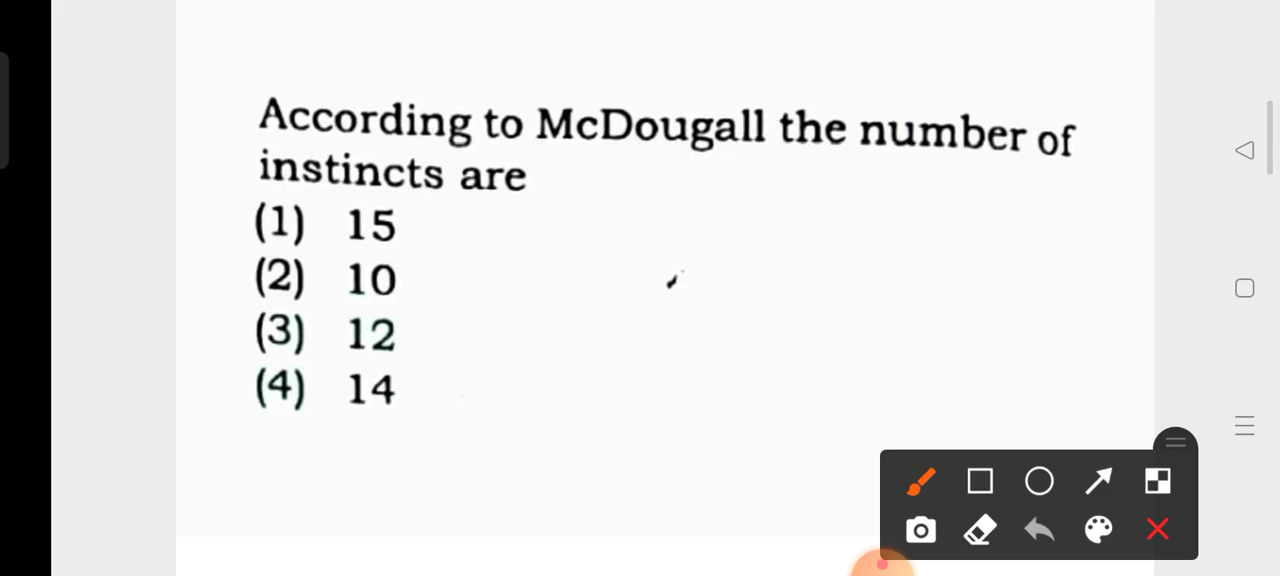 According to McDougall the number of
instincts are
(1) 15
(2) 10
(3) 12
(4) 14